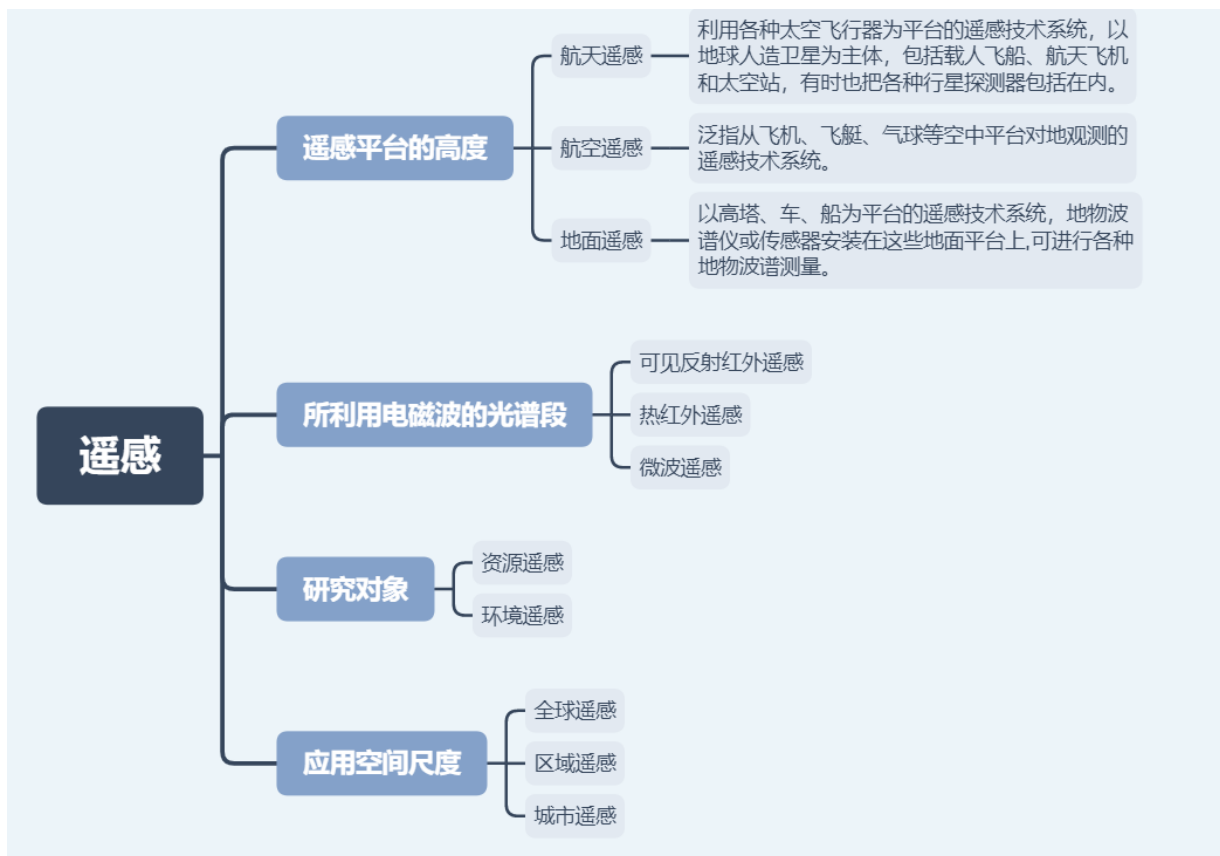 遥感
遥感平台的高度
航天遥感
利用各种太空飞行器为平台的遥感技术系统，以
地球人造卫星为主体，包括载人飞船、航天飞机
和太空站，有时也把各种行星探测器包括在内。
航空遥感
泛指从飞机、飞艇、气球等空中平台对地观测的
遥感技术系统。
地面遥感
以高塔、车、船为平台的遥感技术系统，地物波
谱仪或传感器安装在这些地面平台上,可进行各种
地物波谱测量。
所利用电磁波的光谱段
可见反射红外遥感
热红外遥感
微波遥感
研究对象
资源遥感
环境遥感
应用空间尺度
全球遥感
区域遥感
城市遥感